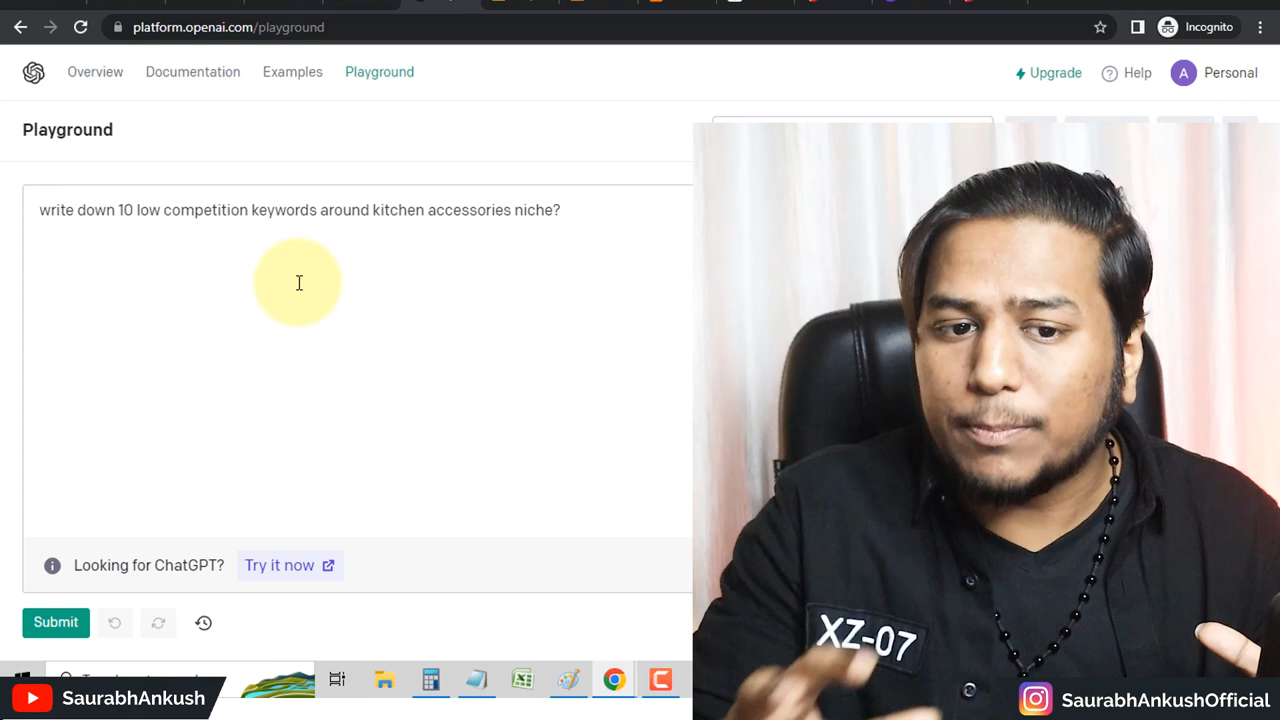 platform.openai.com/playground
Incognito
Overview Documentation Examples Playground
Upgrade Help A Personal
Playground
write down 10 low competition keywords around kitchen accessories niche?
Looking for ChatGPT? Try it now
Submit
XZ-07
SaurabhAnkush
SaurabhAnkushOfficial